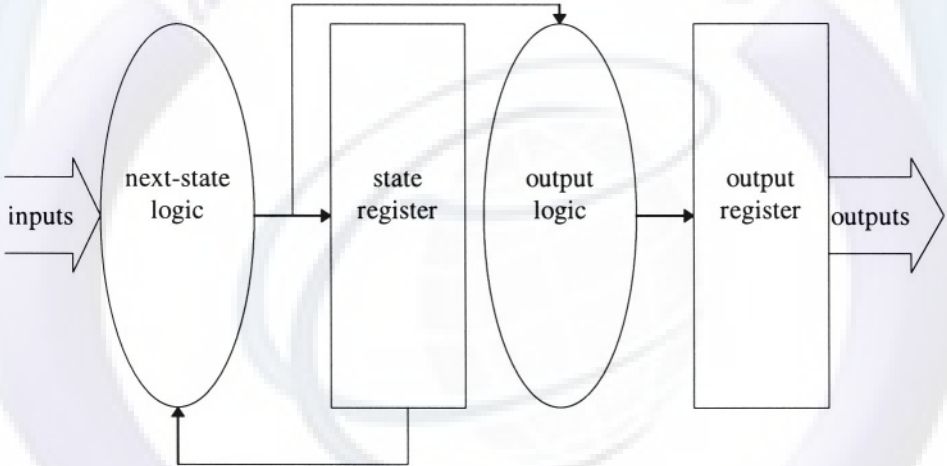 inputs
next-state
logic
state
register
output
logic
output
register
outputs